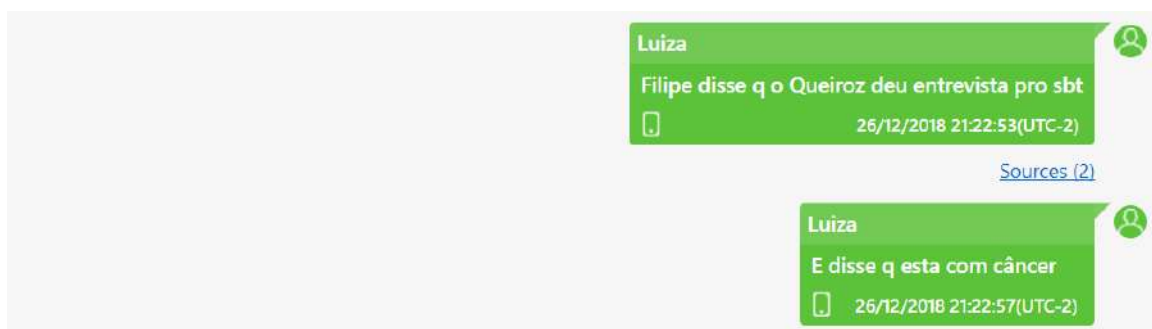 Luiza
Filipe disse q o Queiroz deu entrevista pro sbt
26/12/2018 21:22:53(UTC-2)
Sources (2)
Luiza
E disse q esta com câncer
26/12/2018 21:22:57(UTC-2)